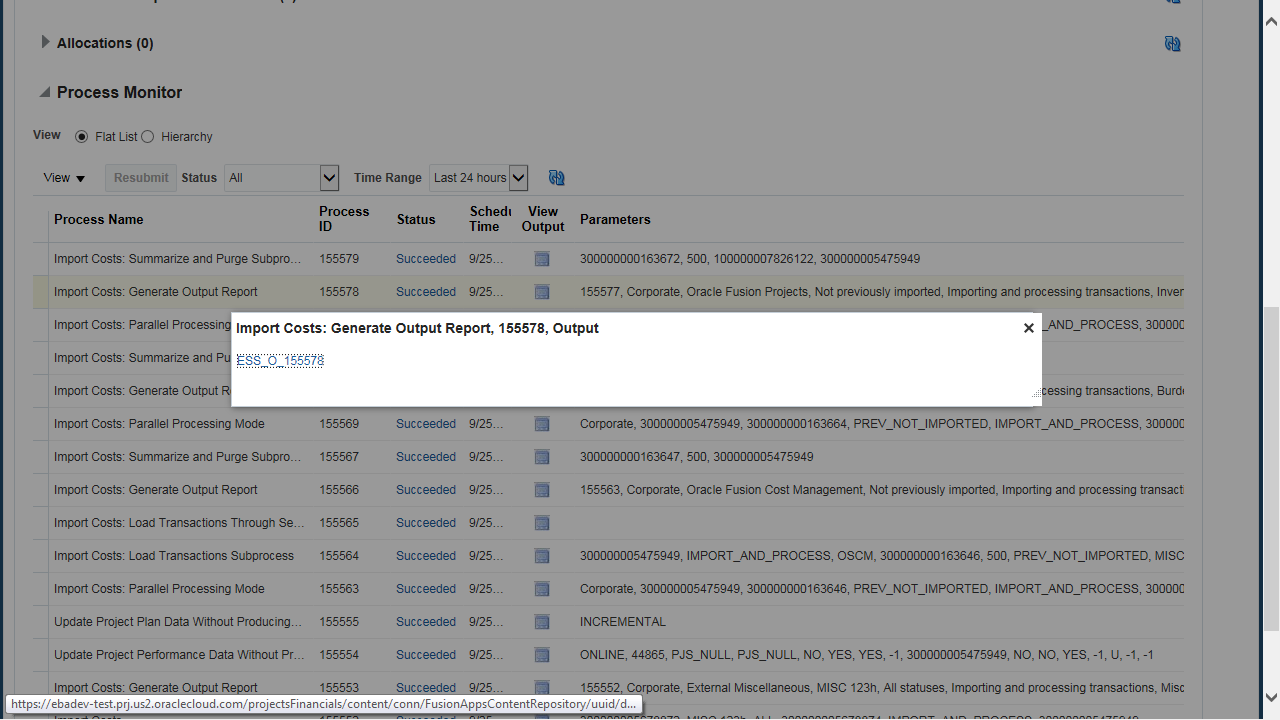 Allocations (0)
Process Monitor
View Flat List Hierarchy
View Resubmit Status All Time Range Last 24 hours
Process Name Process ID Status Schedu Time View Output Parameters
Import Costs: Summarize and Purge Subpro... 155579 Succeeded 9/25... 300000000163672, 500, 100000007826122, 300000005475949
Import Costs: Generate Output Report 155578 Succeeded 9/25... 155577, Corporate, Oracle Fusion Projects, Not previously imported, Importing and processing transactions, Inven
Import Costs: Parallel Processing _AND_PROCESS, 30000
Import Costs: Generate Output Report, 155578, Output
ESS_O_155578
Import Costs: Summarize and Pu
Import Costs: Generate Output R cessing transactions, Burde
Import Costs: Parallel Processing Mode 155569 Succeeded 9/25... Corporate, 300000005475949, 300000000163664, PREV_NOT_IMPORTED, IMPORT_AND_PROCESS, 300000
Import Costs: Summarize and Purge Subpro... 155567 Succeeded 9/25... 300000000163647, 500, 300000005475949
Import Costs: Generate Output Report 155566 Succeeded 9/25... 155563, Corporate, Oracle Fusion Cost Management, Not previously imported, Importing and processing transacti
Import Costs: Load Transactions Through Se... 155565 Succeeded 9/25...
Import Costs: Load Transactions Subprocess 155564 Succeeded 9/25... 300000005475949, IMPORT_AND_PROCESS, OSCM, 300000000163646, 500, PREV_NOT_IMPORTED, MISC
Import Costs: Parallel Processing Mode 155563 Succeeded 9/25... Corporate, 300000005475949, 300000000163646, PREV_NOT_IMPORTED, IMPORT_AND_PROCESS, 300000
Update Project Plan Data Without Producing... 155555 Succeeded 9/25... INCREMENTAL
Update Project Performance Data Without Pr... 155554 Succeeded 9/25... ONLINE, 44865, PJS_NULL, PJS_NULL, NO, YES, YES, -1, 300000005475949, NO, NO, YES, -1, U, -1, -1
Import Costs: Generate Output Report 155553 Succeeded 9/25... 155552, Corporate, External Miscellaneous, MISC 123h, All statuses, Importing and processing transactions, Misc
https://ebadev-test.prj.us2.oraclecloud.com/projectsFinancials/content/conn/FusionAppsContentRepository/uuid/d...